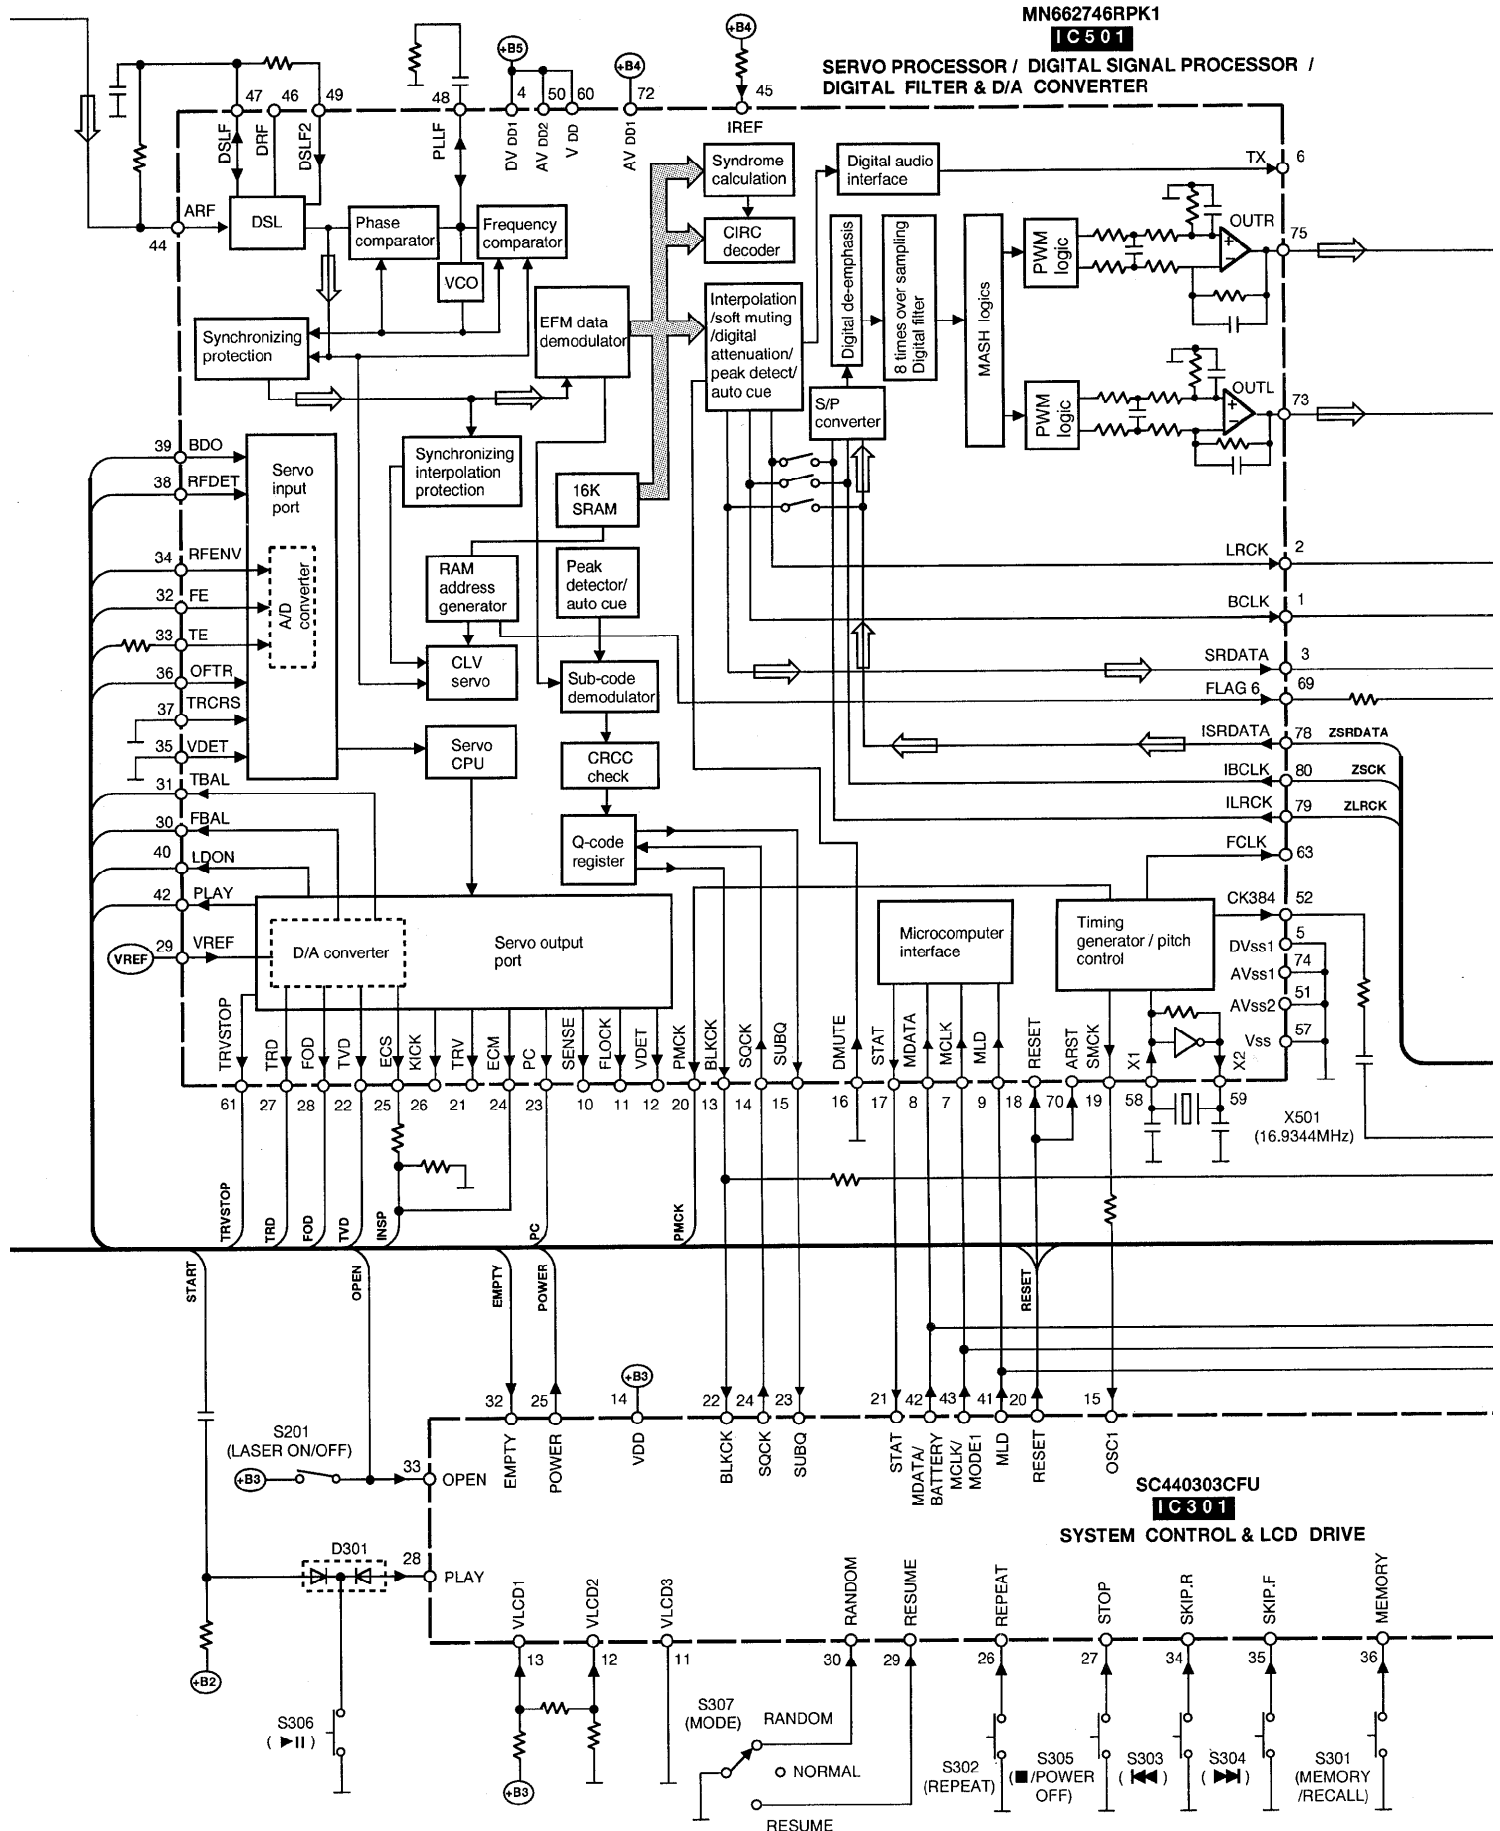 MN662746RPK1
IC501
SERVO PROCESSOR / DIGITAL SIGNAL PROCESSOR /
DIGITAL FILTER & D/A CONVERTER
+B5
+B4
+B4
47 46 49 48 4 50 60 72 45
DSLF
DRF
DSLF2
PLLF
DV DD1
AV DD2
V DD
AV DD1
IREF
ARF
44
DSL
Phase
comparator
Frequency
comparator
VCO
Synchronizing
protection
EFM data
demodulator
Syndrome
calculation
CIRC
decoder
Digital audio
interface
TX
6
Interpolation
/soft muting
/digital
attenuation/
peak detect/
auto cue
Digital de-emphasis
8 times over sampling
Digital filter
MASH logics
PWM
logic
OUTR
75
PWM
logic
OUTL
73
S/P
converter
Synchronizing
interpolation
protection
16K
SRAM
RAM
address
generator
Peak
detector/
auto cue
CLV
servo
Sub-code
demodulator
Servo
CPU
CRCC
check
Q-code
register
Servo
input
port
A/D
converter
39 BDO
38 RFDET
34 RFENV
32 FE
33 TE
36 OFTR
37 TRCRS
35 VDET
31 TBAL
30 FBAL
40 LDON
42 PLAY
VREF
29 VREF
LRCK 2
BCLK 1
SRDATA 3
FLAG 6 69
ISRDATA 78 ZSRDATA
IBCLK 80 ZSCK
ILRCK 79 ZLRCK
FCLK 63
CK384 52
DVss1 5
AVss1 74
AVss2 51
Vss 57
D/A converter
Servo output
port
Microcomputer
interface
Timing
generator / pitch
control
TRVSTOP
TRD
FOD
TVD
ECS
KICK
TRV
ECM
PC
SENSE
FLOCK
VDET
PMCK
BLKCK
SQCK
SUBQ
DMUTE
STAT
MDATA
MCLK
MLD
RESET
ARST
SMCK
X1
X2
61 27 28 22 25 26 21 24 23 10 11 12 20 13 14 15 16 17 8 7 9 18 70 19 58 59
X501
(16.9344MHz)
TRVSTOP
TRD
FOD
TVD
INSP
PC
PMCK
START
OPEN
EMPTY
POWER
RESET
+B3
32 25 14 22 24 23 21 42 43 41 20 15
EMPTY
POWER
VDD
BLKCK
SQCK
SUBQ
STAT
MDATA/
BATTERY
MCLK/
MODE1
MLD
RESET
OSC1
S201
(LASER ON/OFF)
+B3
33
OPEN
SC440303CFU
IC301
SYSTEM CONTROL & LCD DRIVE
D301
28
PLAY
VLCD1
VLCD2
VLCD3
RANDOM
RESUME
REPEAT
STOP
SKIP.R
SKIP.F
MEMORY
13 12 11 30 29 26 27 34 35 36
+B2
S306
( ►II )
+B3
S307
(MODE)
RANDOM
NORMAL
RESUME
S302
(REPEAT)
S305
(■/POWER
OFF)
S303
( |◄◄ )
S304
( ►►| )
S301
(MEMORY
/RECALL)